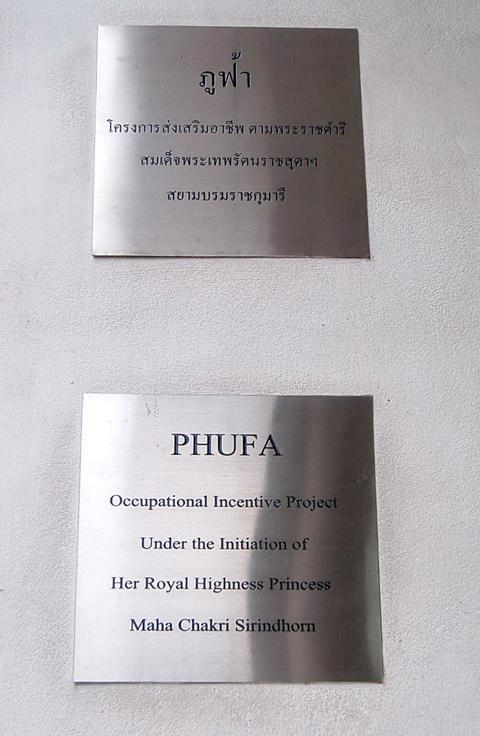 ภูฟ้า
โครงการส่งเสริมอาชีพ ตามพระราชดำริ
สมเด็จพระเทพรัตนราชสุดาฯ
สยามบรมราชกุมารี
PHUFA
Occupational Incentive Project
Under the Initiation of
Her Royal Highness Princess
Maha Chakri Sirindhorn